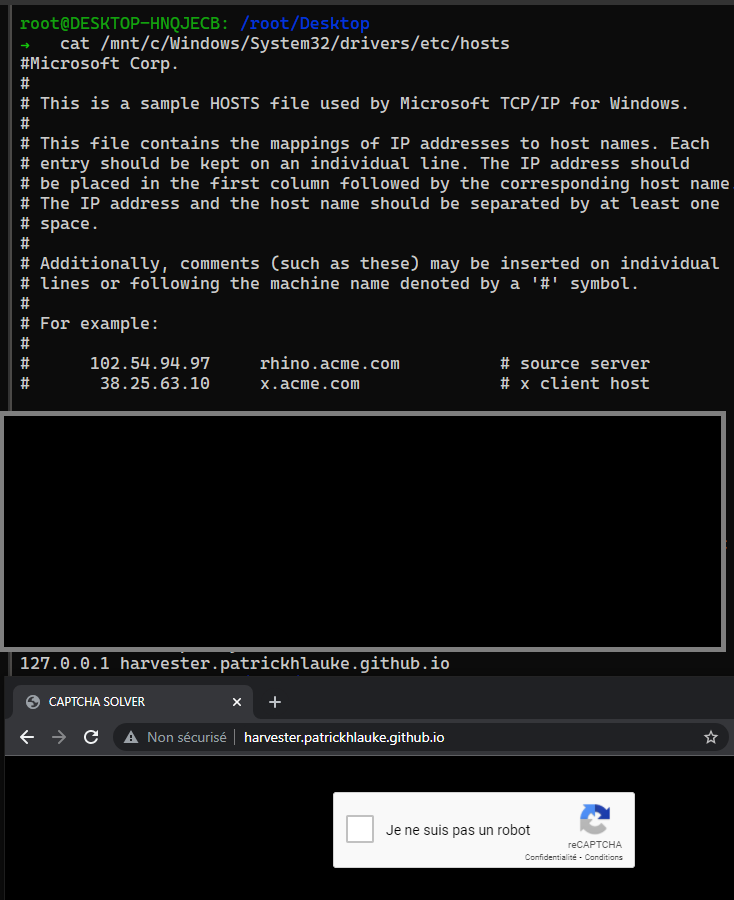 root@DESKTOP-HNQJECB: /root/Desktop
→ cat /mnt/c/Windows/System32/drivers/etc/hosts
#Microsoft Corp.
#
# This is a sample HOSTS file used by Microsoft TCP/IP for Windows.
#
# This file contains the mappings of IP addresses to host names. Each
# entry should be kept on an individual line. The IP address should
# be placed in the first column followed by the corresponding host name
# The IP address and the host name should be separated by at least one
# space.
#
# Additionally, comments (such as these) may be inserted on individual
# lines or following the machine name denoted by a '#' symbol.
#
# For example:
#
# 102.54.94.97 rhino.acme.com # source server
# 38.25.63.10 x.acme.com # x client host
127.0.0.1 harvester.patrickhlauke.github.io
CAPTCHA SOLVER
Non sécurisé | harvester.patrickhlauke.github.io
Je ne suis pas un robot
reCAPTCHA
Confidentialité - Conditions